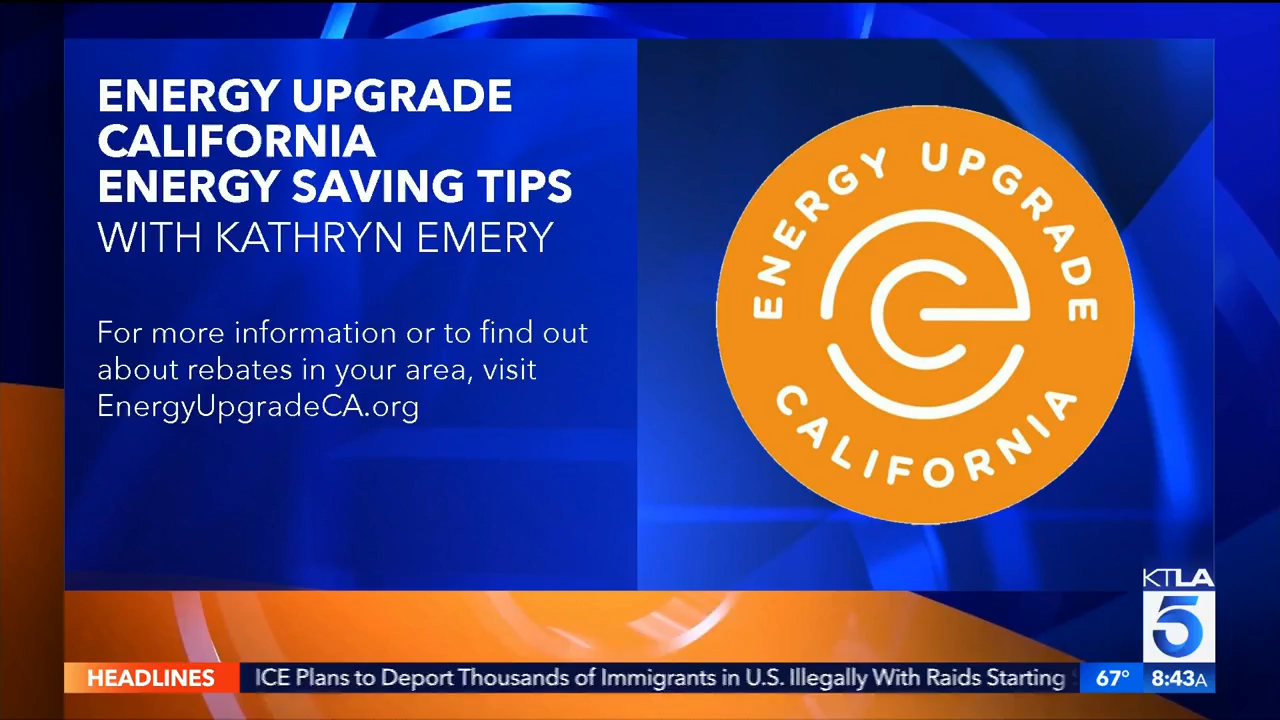 ENERGY UPGRADE
CALIFORNIA
ENERGY SAVING TIPS
WITH KATHRYN EMERY
For more information or to find out
about rebates in your area, visit
EnergyUpgradeCA.org
ENERGY UPGRADE
CALIFORNIA
KTLA
5
HEADLINES
ICE Plans to Deport Thousands of Immigrants in U.S. Illegally With Raids Starting
67°
8:43A